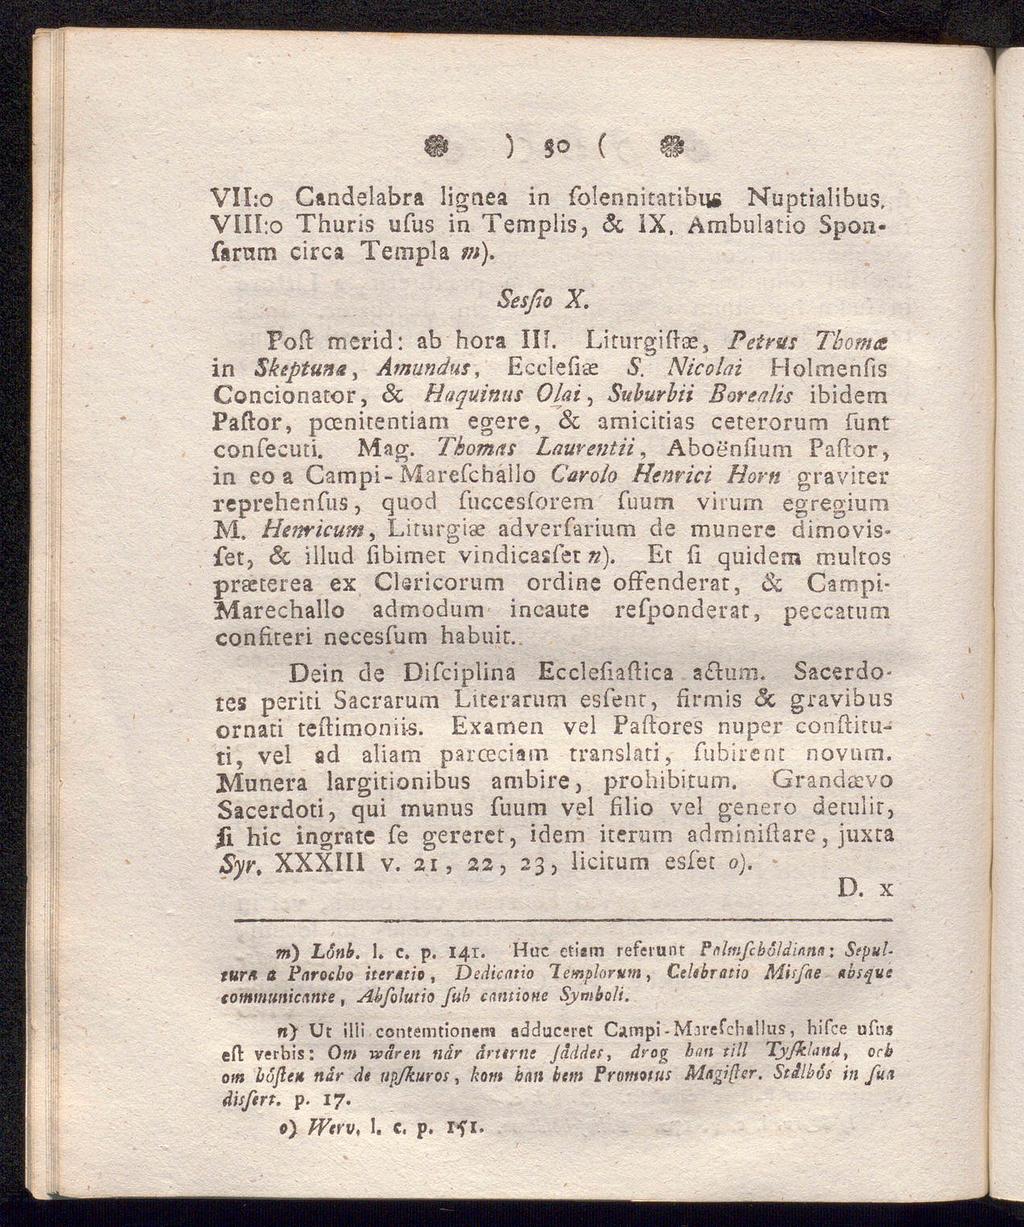 ) 50 (
VII:o Candelabra lignea in ſolennitatibus Nuptialibus.
VIII:o Thuris uſus in Templis, & IX. Ambulatio Spon-
ſarum circa Templa m).
Sesſio X.
Poſt merid: ab hora III. Liturgiſtæ, Petrus Thomæ
in Skeptuna, Amundus, Eccleſiæ S. Nicolai Holmenſis
Concionator, & Haquinus Olai, Suburbii Borealis ibidem
Paſtor, pœnitentiam egere, & amicitias ceterorum ſunt
conſecuti. Mag. Thomas Laurentii, Aboënſium Paſtor,
in eo a Campi-Mareſchallo Carolo Henrici Horn graviter
reprehenſus, quod ſuccesſorem ſuum virum egregium
M. Henricum, Liturgiæ adverſarium de munere dimovis-
ſet, & illud ſibimet vindicasſet n). Et ſi quidem multos
præterea ex Clericorum ordine offenderat, & Campi-
Marechallo admodum incaute reſponderat, peccatum
confiteri necesſum habuit.
Dein de Diſciplina Eccleſiaſtica actum. Sacerdo-
tes periti Sacrarum Literarum esſent, firmis & gravibus
ornati teſtimoniis. Examen vel Paſtores nuper conſtitu-
ti, vel ad aliam parœciam translati, ſubirent novum.
Munera largitionibus ambire, prohibitum. Grandævo
Sacerdoti, qui munus ſuum vel filio vel genero detulit,
ſi hic ingrate ſe gereret, idem iterum adminiſtare, juxta
Syr. XXXIII v. 21, 22, 23, licitum esſet o).
D. x
m) Lönb. l. c. p. 141. Huc etiam referunt Palmſchöldiana: Sepul-
tura a Parocho iteratio, Dedicatio Templorum, Celebratio Misſae absque
communicante, Abſolutio ſub cantione Symboli.
n) Ut illi contemtionem adduceret Campi-Mareſchallus, hiſce uſus
eſt verbis: Om wåren når årterne ſåddes, drog han till Tyſkland, och
om höſten når de upſkuros, kom han hem Promotus Magiſter. Stålhös in ſua
disſert. p. 17.
o) Werv. l. c. p. 151.